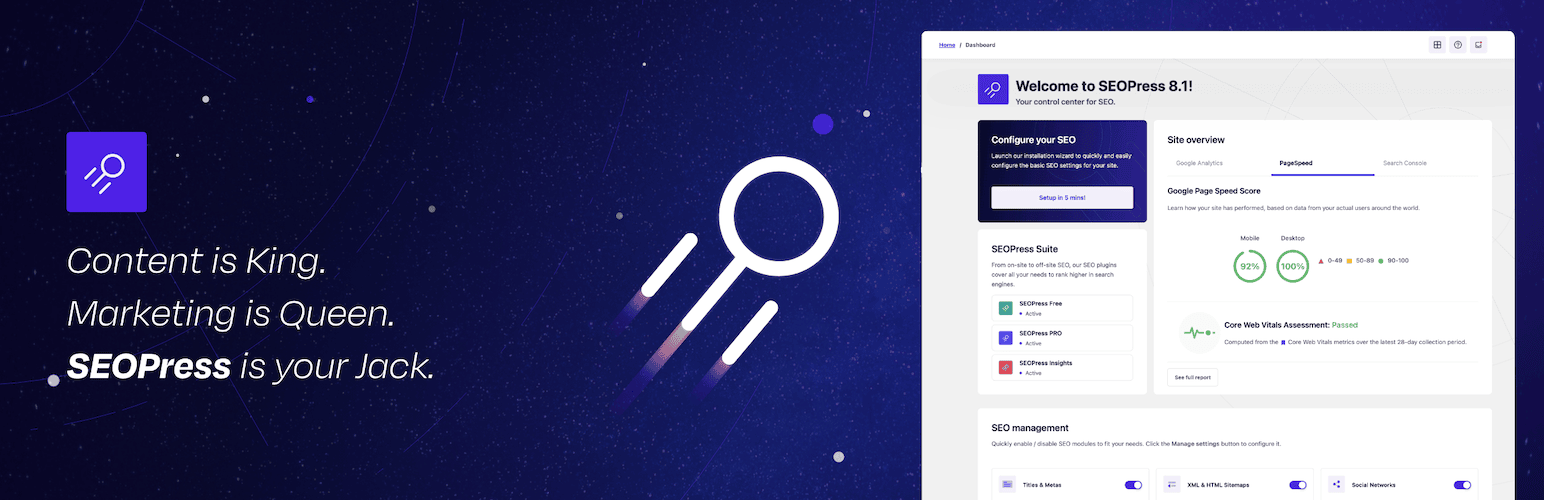 Content is King.
Marketing is Queen.
SEOPress is your Jack.
Home / Dashboard
Welcome to SEOPress 8.1!
Your control center for SEO.
Configure your SEO
Launch our installation wizard to quickly and easily
configure the basic SEO settings for your site.
Setup in 5 mins!
SEOPress Suite
From on-site to off-site SEO, our SEO plugins
cover all your needs to rank higher in search
engines.
SEOPress Free
Active
SEOPress PRO
Active
SEOPress Insights
Active
Site overview
Google Analytics PageSpeed Search Console
Google Page Speed Score
Learn how your site has performed, based on data from your actual users around the world.
Mobile Desktop
92% 100% 0-49 50-89 90-100
Core Web Vitals Assessment: Passed
Computed from the Core Web Vitals metrics over the latest 28-day collection period.
See full report
SEO management
Quickly enable / disable SEO modules to fit your needs. Click the Manage settings button to configure it.
Titles & Metas XML & HTML Sitemaps Social Networks